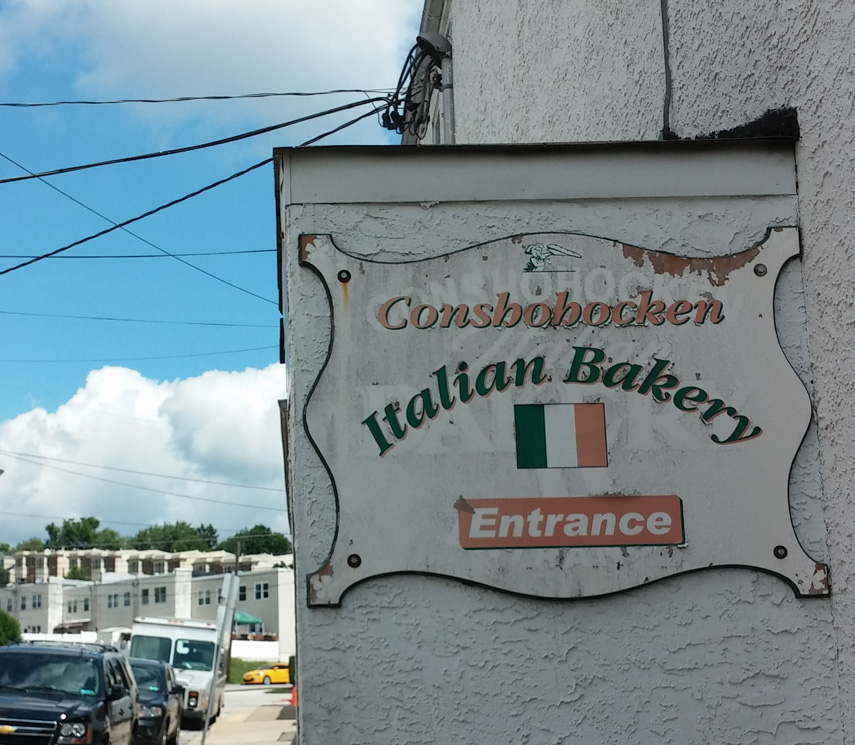 Conshohocken
Italian Bakery
Entrance